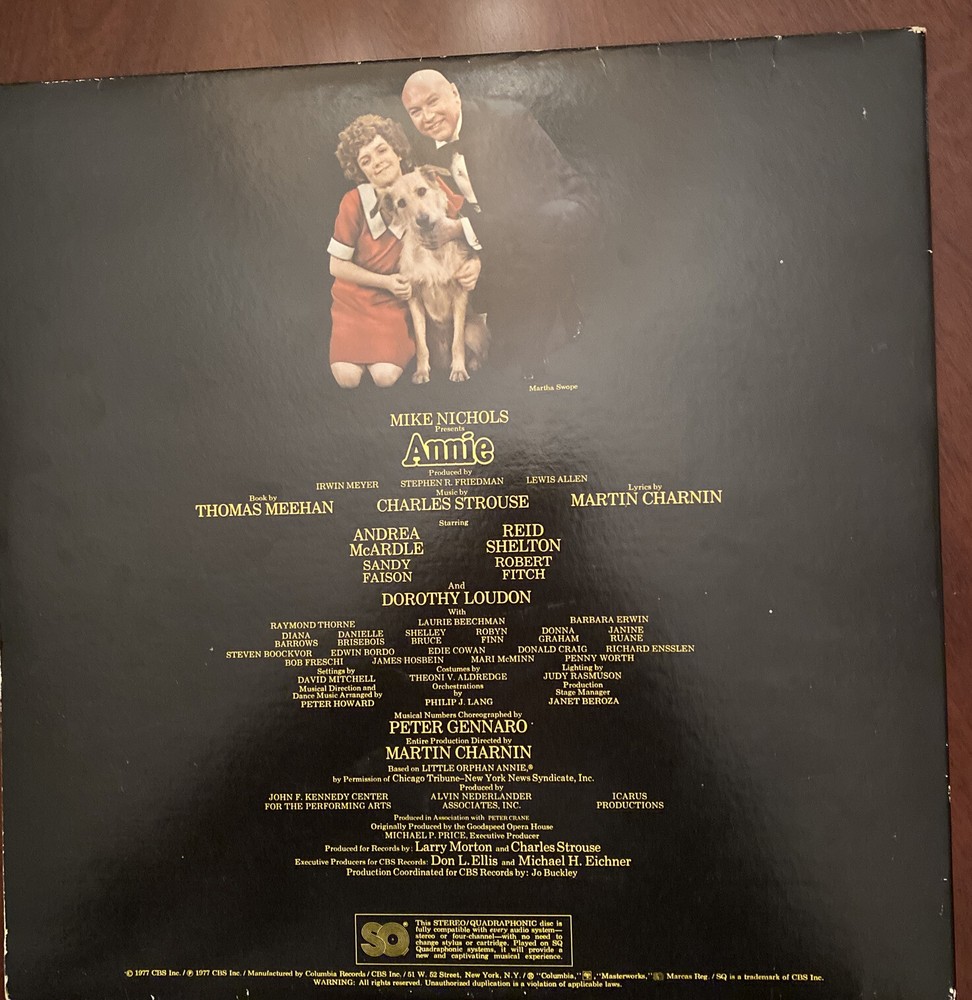 Martha Swope
MIKE NICHOLS
Presents
Annie
Produced by
IRWIN MEYER STEPHEN R. FRIEDMAN LEWIS ALLEN
Book by Music by Lyrics by
THOMAS MEEHAN CHARLES STROUSE MARTIN CHARNIN
Starring
ANDREA REID
McARDLE SHELTON
SANDY ROBERT
FAISON FITCH
And
DOROTHY LOUDON
With
RAYMOND THORNE LAURIE BEECHMAN BARBARA ERWIN
DIANA DANIELLE SHELLEY ROBYN DONNA JANINE
BARROWS BRISEBOIS BRUCE FINN GRAHAM RUANE
STEVEN BOOCKVOR EDWIN BORDO EDIE COWAN DONALD CRAIG RICHARD ENSSLEN
BOB FRESCHI JAMES HOSBEIN MARI McMINN PENNY WORTH
Settings by Costumes by Lighting by
DAVID MITCHELL THEONI V. ALDREDGE JUDY RASMUSON
Musical Direction and Orchestrations Production
Dance Music Arranged by by Stage Manager
PETER HOWARD PHILIP J. LANG JANET BEROZA
Musical Numbers Choreographed by
PETER GENNARO
Entire Production Directed by
MARTIN CHARNIN
Based on LITTLE ORPHAN ANNIE,®
by Permission of Chicago Tribune–New York News Syndicate, Inc.
Produced by
JOHN F. KENNEDY CENTER ALVIN NEDERLANDER ICARUS
FOR THE PERFORMING ARTS ASSOCIATES, INC. PRODUCTIONS
Produced in Association with PETER CRANE
Originally Produced by the Goodspeed Opera House
MICHAEL P. PRICE, Executive Producer
Produced for Records by: Larry Morton and Charles Strouse
Executive Producers for CBS Records: Don L. Ellis and Michael H. Eichner
Production Coordinated for CBS Records by: Jo Buckley
SQ®
This STEREO/QUADRAPHONIC disc is
fully compatible with every audio system—
stereo or four-channel—with no need to
change stylus or cartridge. Played on SQ
Quadraphonic systems, it will provide a
new and captivating musical experience.
© 1977 CBS Inc. / ℗ 1977 CBS Inc. / Manufactured by Columbia Records / CBS Inc. / 51 W. 52 Street, New York, N.Y. / ® "Columbia," , "Masterworks," Marcas Reg. / SQ is a trademark of CBS Inc.
WARNING: All rights reserved. Unauthorized duplication is a violation of applicable laws.